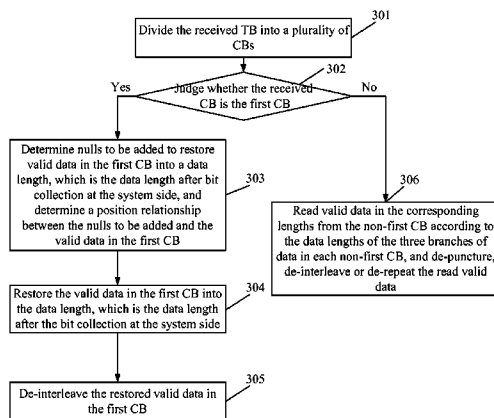 301
Divide the received TB into a plurality of
CBs
302
Yes
Judge whether the received
CB is the first CB
No
Determine nulls to be added to restore
valid data in the first CB into a data
length, which is the data length after bit
collection at the system side, and
determine a position relationship
between the nulls to be added and the
valid data in the first CB
303
306
Read valid data in the corresponding
lengths from the non-first CB according to
the data lengths of the three branches of
data in each non-first CB, and de-puncture,
de-interleave or de-repeat the read valid
data
Restore the valid data in the first CB into
the data length, which is the data length
after the bit collection at the system side
304
De-interleave the restored valid data in
the first CB
305